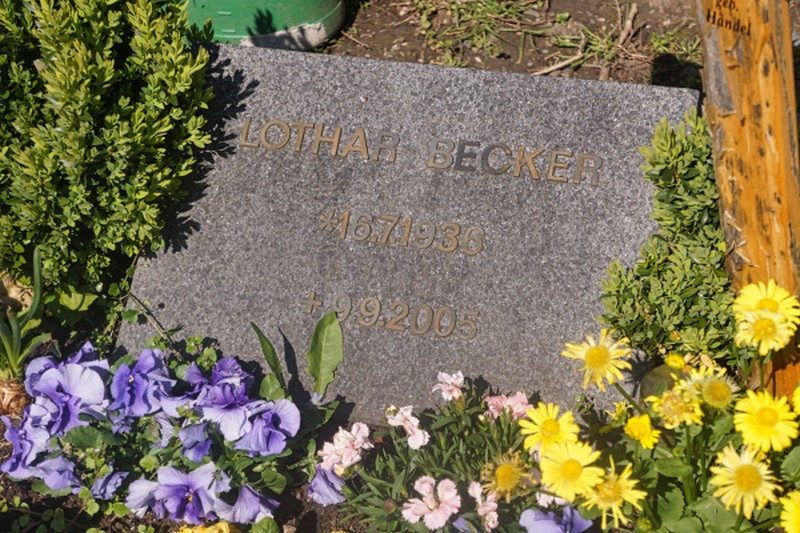 geb.
Händel
LOTHAR BECKER
*16.7.1936
+9.9.2005